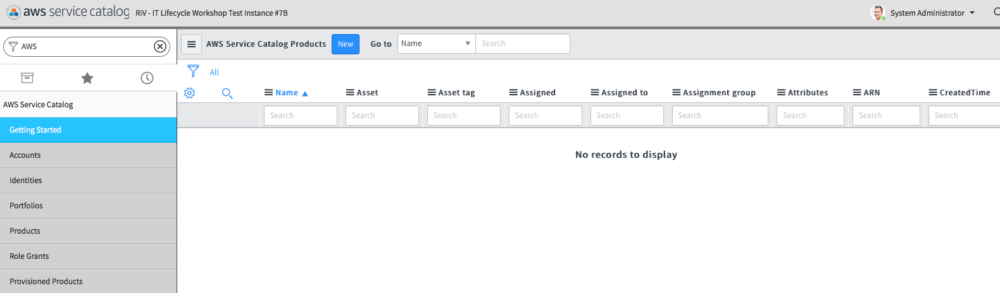 aws service catalog RIV - IT Lifecycle Workshop Test Instance #7B System Administrator
AWS
AWS Service Catalog Products New Go to Name Search
All
Name Asset Asset tag Assigned Assigned to Assignment group Attributes ARN CreatedTime
Search Search Search Search Search Search Search Search Search
No records to display
AWS Service Catalog
Getting Started
Accounts
Identities
Portfolios
Products
Role Grants
Provisioned Products